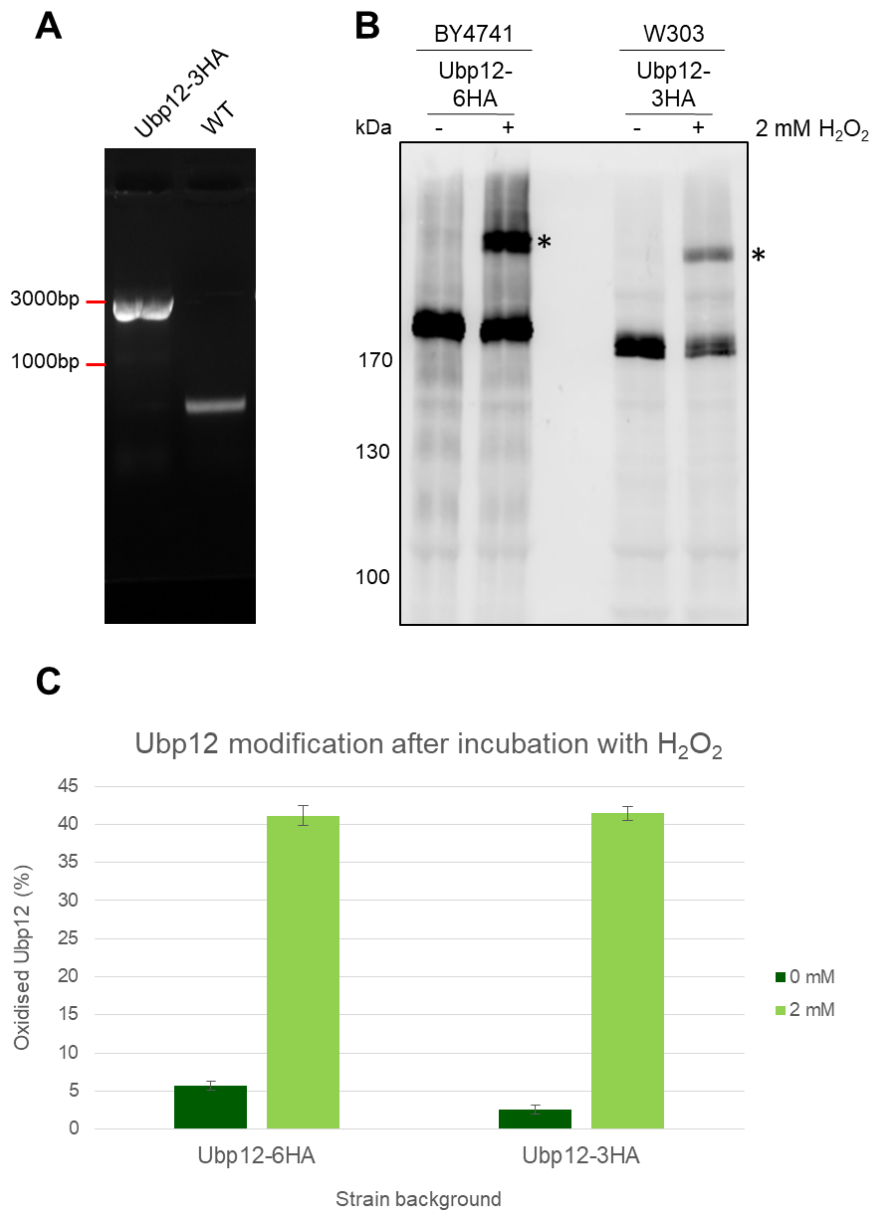 A
Ubp12-3HA
WT
3000bp
1000bp
B
BY4741
W303
Ubp12-
6HA
Ubp12-
3HA
kDa
- + - + 2 mM H₂O₂
*
*
170
130
100
C
Ubp12 modification after incubation with H₂O₂
45
40
35
30
25
20
15
10
5
0
Oxidised Ubp12 (%)
0 mM
2 mM
Ubp12-6HA
Ubp12-3HA
Strain background